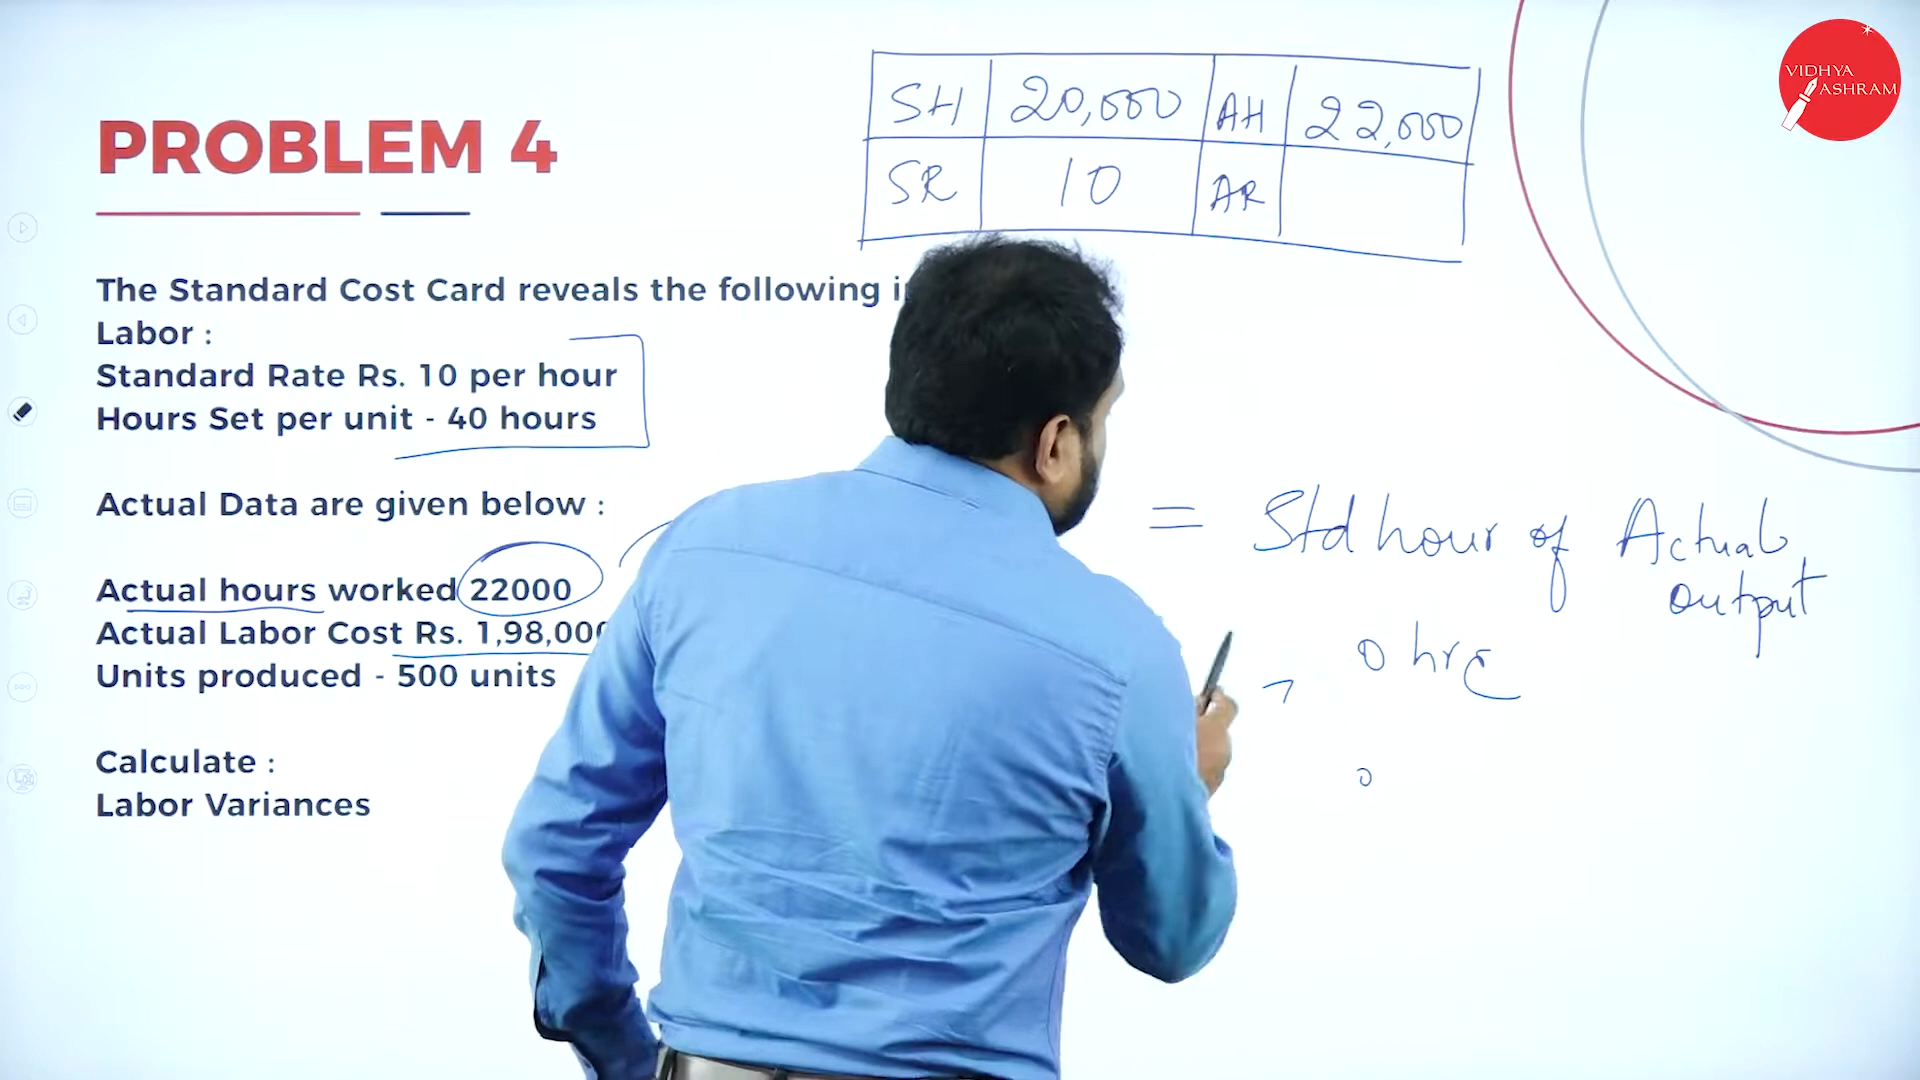 VIDHYA
ASHRAM
PROBLEM 4
SH 20,000 AH 22,000
SR 10 AR
The Standard Cost Card reveals the following
Labor :
Standard Rate Rs. 10 per hour
Hours Set per unit - 40 hours
Actual Data are given below :
Actual hours worked 22000
Actual Labor Cost Rs. 1,98,000
Units produced - 500 units
Calculate :
Labor Variances
= Std hour of Actual
output
0 hrs
0